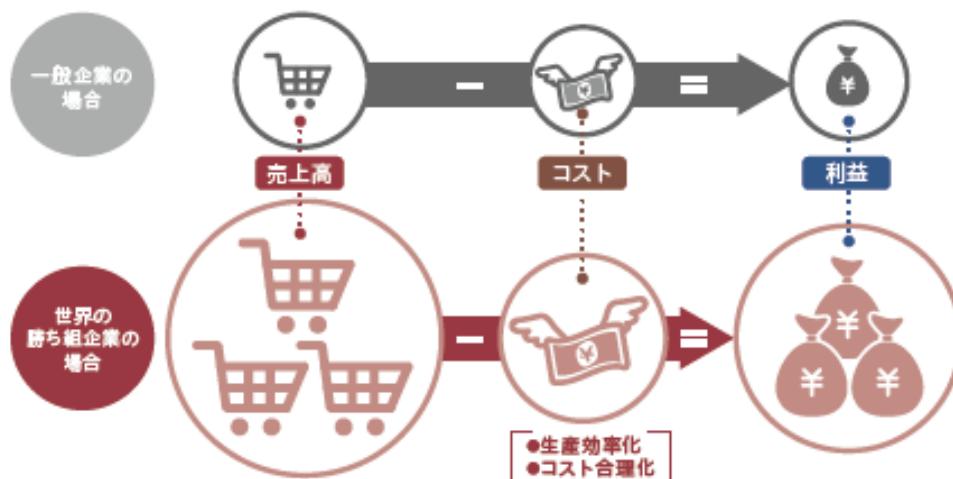 一般企業の
場合
− =
¥ ¥
売上高 コスト 利益
世界の
勝ち組企業の
場合
− =
¥ ¥
¥ ¥
●生産効率化
●コスト合理化